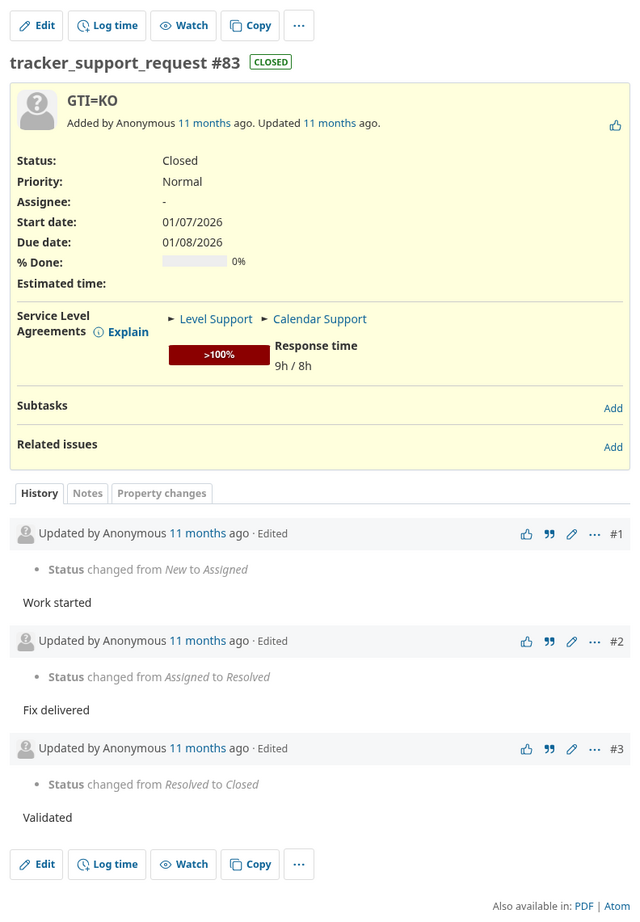 Edit Log time Watch Copy ...
tracker_support_request #83 CLOSED
GTI=KO
Added by Anonymous 11 months ago. Updated 11 months ago.
Status: Closed
Priority: Normal
Assignee: -
Start date: 01/07/2026
Due date: 01/08/2026
% Done: 0%
Estimated time:
Service Level Agreements Explain
► Level Support ► Calendar Support
>100% Response time
9h / 8h
Subtasks Add
Related issues Add
History Notes Property changes
Updated by Anonymous 11 months ago · Edited #1
Status changed from New to Assigned
Work started
Updated by Anonymous 11 months ago · Edited #2
Status changed from Assigned to Resolved
Fix delivered
Updated by Anonymous 11 months ago · Edited #3
Status changed from Resolved to Closed
Validated
Edit Log time Watch Copy ...
Also available in: PDF | Atom